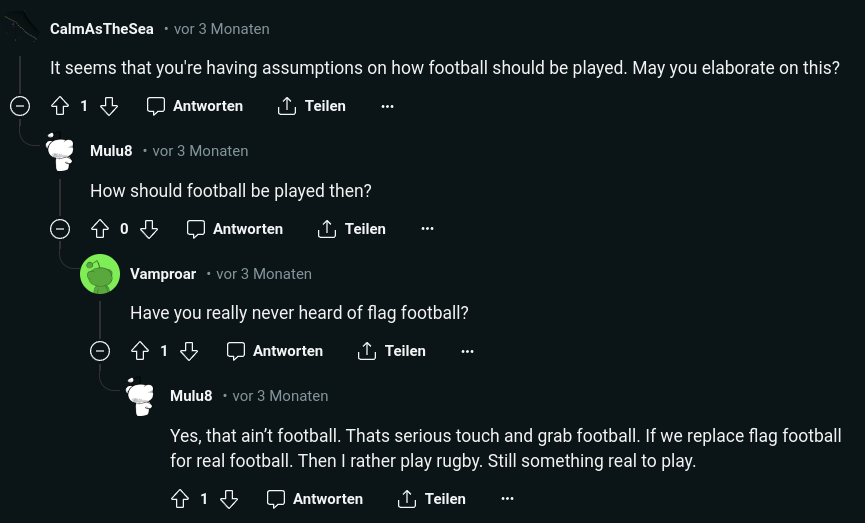 CalmAsTheSea • vor 3 Monaten
It seems that you're having assumptions on how football should be played. May you elaborate on this?
1 Antworten Teilen ...
Mulu8 • vor 3 Monaten
How should football be played then?
0 Antworten Teilen ...
Vamproar • vor 3 Monaten
Have you really never heard of flag football?
1 Antworten Teilen ...
Mulu8 • vor 3 Monaten
Yes, that ain’t football. Thats serious touch and grab football. If we replace flag football
for real football. Then I rather play rugby. Still something real to play.
1 Antworten Teilen ...